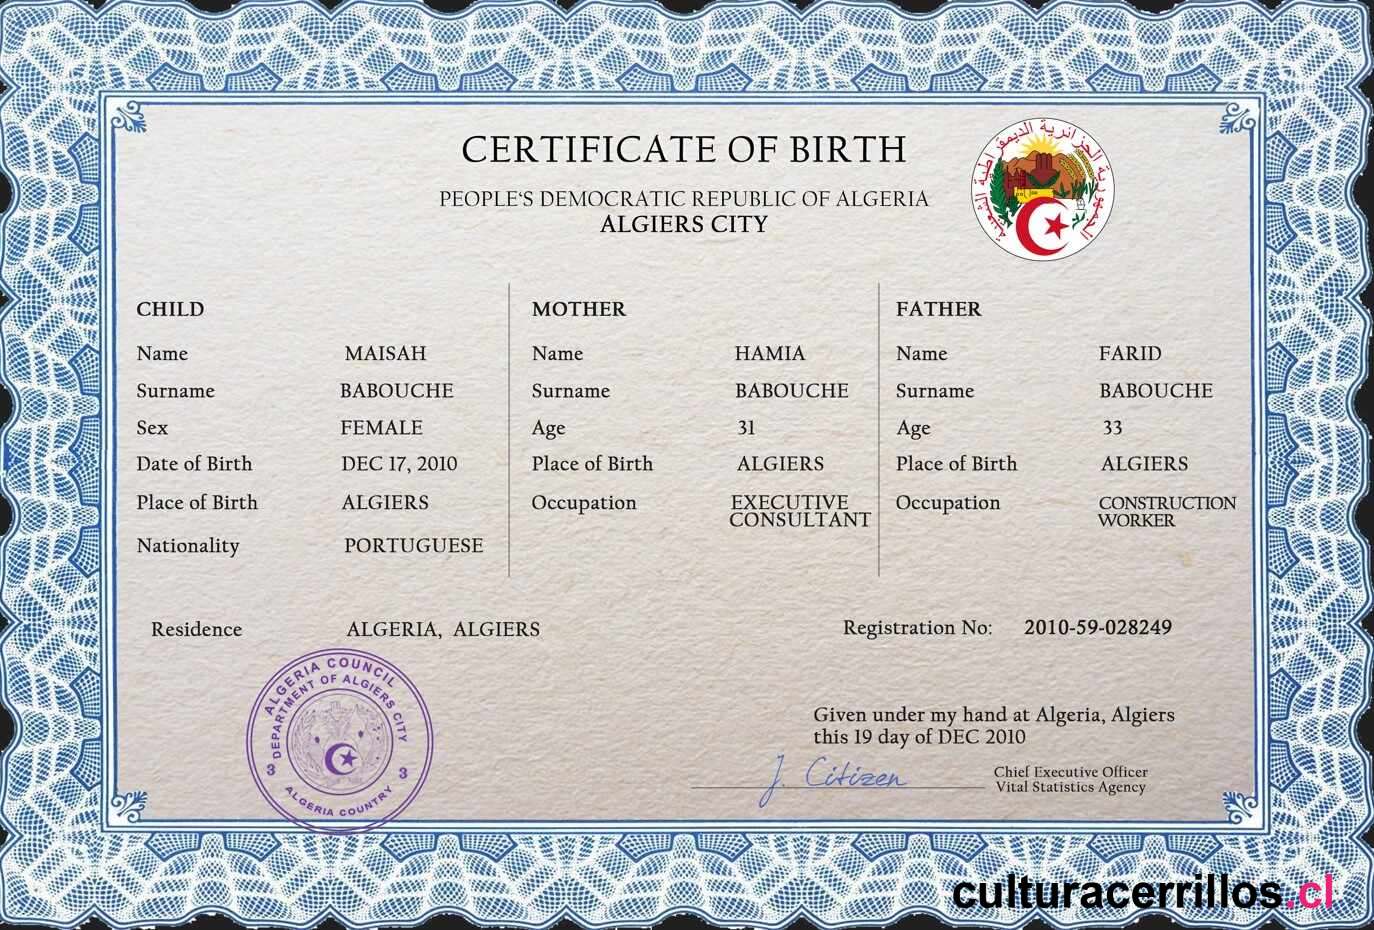 CERTIFICATE OF BIRTH
PEOPLE'S DEMOCRATIC REPUBLIC OF ALGERIA
ALGIERS CITY
الجمهورية الجزائرية الديمقراطية الشعبية
CHILD
Name MAISAH
Surname BABOUCHE
Sex FEMALE
Date of Birth DEC 17, 2010
Place of Birth ALGIERS
Nationality PORTUGUESE
MOTHER
Name HAMIA
Surname BABOUCHE
Age 31
Place of Birth ALGIERS
Occupation EXECUTIVE
CONSULTANT
FATHER
Name FARID
Surname BABOUCHE
Age 33
Place of Birth ALGIERS
Occupation CONSTRUCTION
WORKER
Residence ALGERIA, ALGIERS
Registration No: 2010-59-028249
ALGERIA COUNCIL
DEPARTMENT OF ALGIERS CITY
3 3
ALGERIA COUNTRY
Given under my hand at Algeria, Algiers
this 19 day of DEC 2010
J. Citizen
Chief Executive Officer
Vital Statistics Agency
culturacerrillos.cl